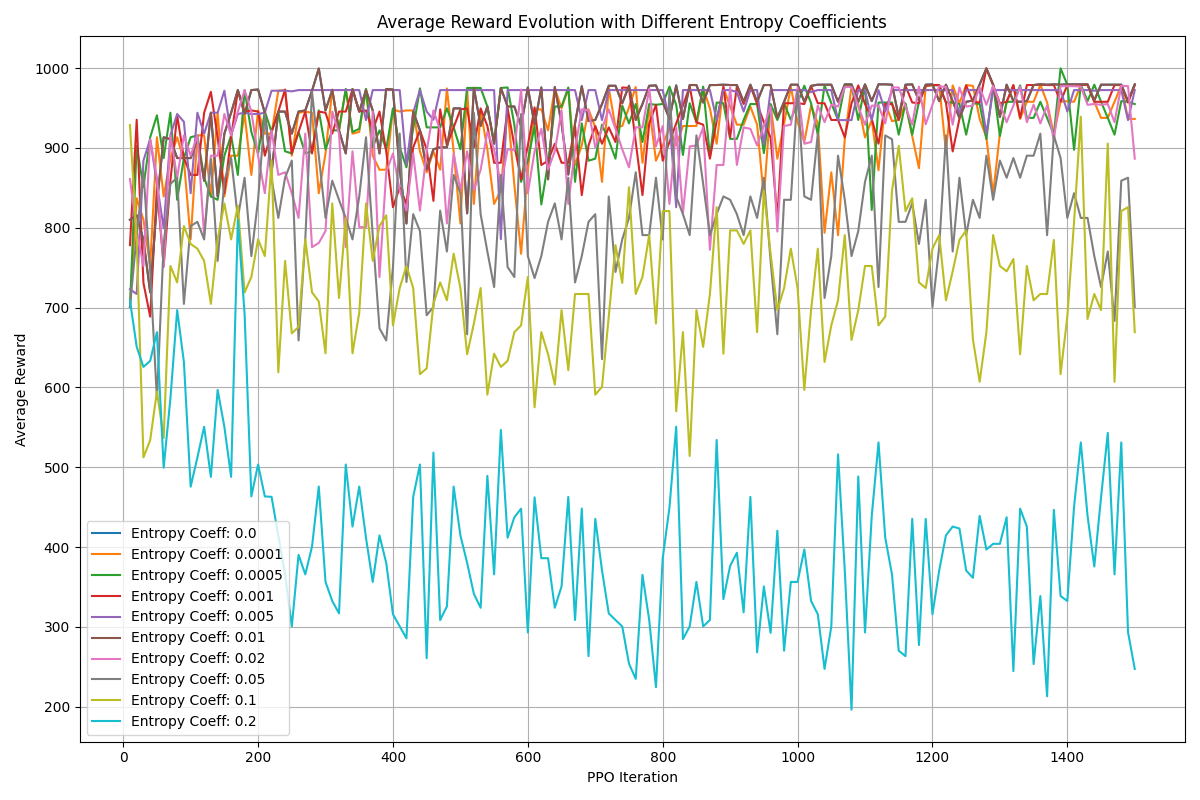 Average Reward Evolution with Different Entropy Coefficients
1000
900
800
700
600
500
400
300
200
Average Reward
Entropy Coeff: 0.0
Entropy Coeff: 0.0001
Entropy Coeff: 0.0005
Entropy Coeff: 0.001
Entropy Coeff: 0.005
Entropy Coeff: 0.01
Entropy Coeff: 0.02
Entropy Coeff: 0.05
Entropy Coeff: 0.1
Entropy Coeff: 0.2
0 200 400 600 800 1000 1200 1400
PPO Iteration